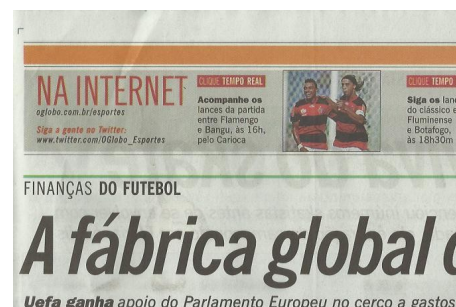 NA INTERNET
oglobo.com.br/esportes
Siga a gente no Twitter:
www.twitter.com/OGlobo_Esportes
CLIQUE TEMPO REAL
Acompanhe os
lances da partida
entre Flamengo
e Bangu, às 16h,
pelo Carioca
CLIQUE TEMPO
Siga os
do clássico e
Fluminense
e Botafogo,
às 18h30m
FINANÇAS DO FUTEBOL
A fábrica global
Uefa ganha apoio do Parlamento Europeu no cerco a gastos